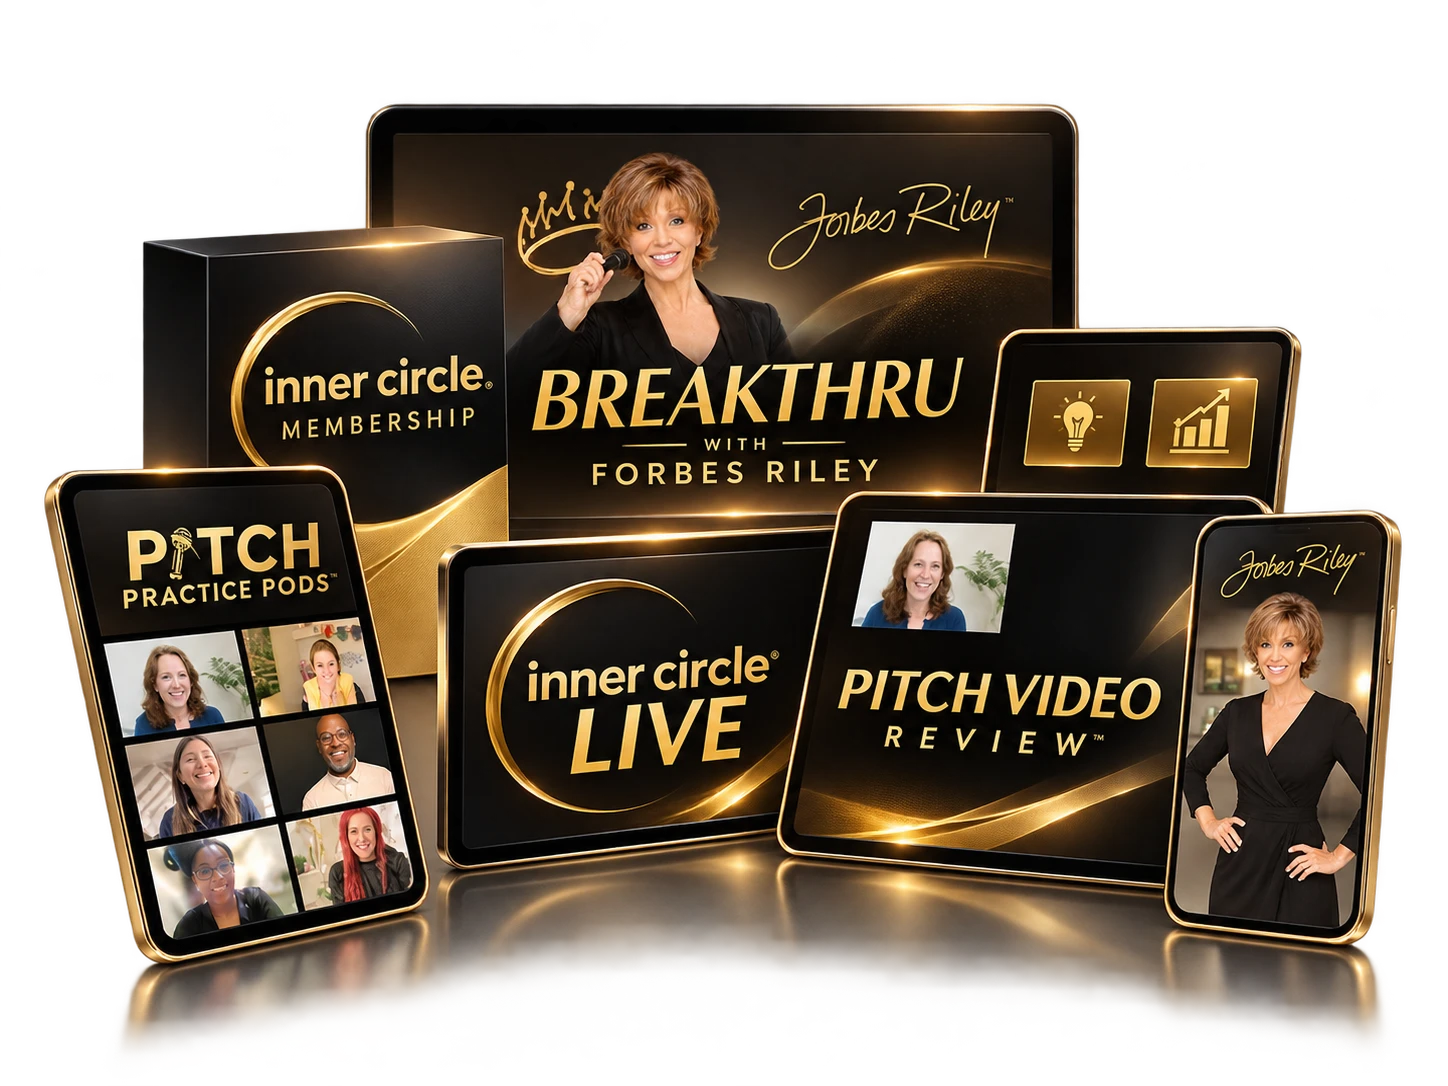 Forbes Riley™
BREAKTHRU
WITH
FORBES RILEY
inner circle®
MEMBERSHIP
PITCH
PRACTICE PODS™
inner circle®
LIVE
PITCH VIDEO
REVIEW™
Forbes Riley™